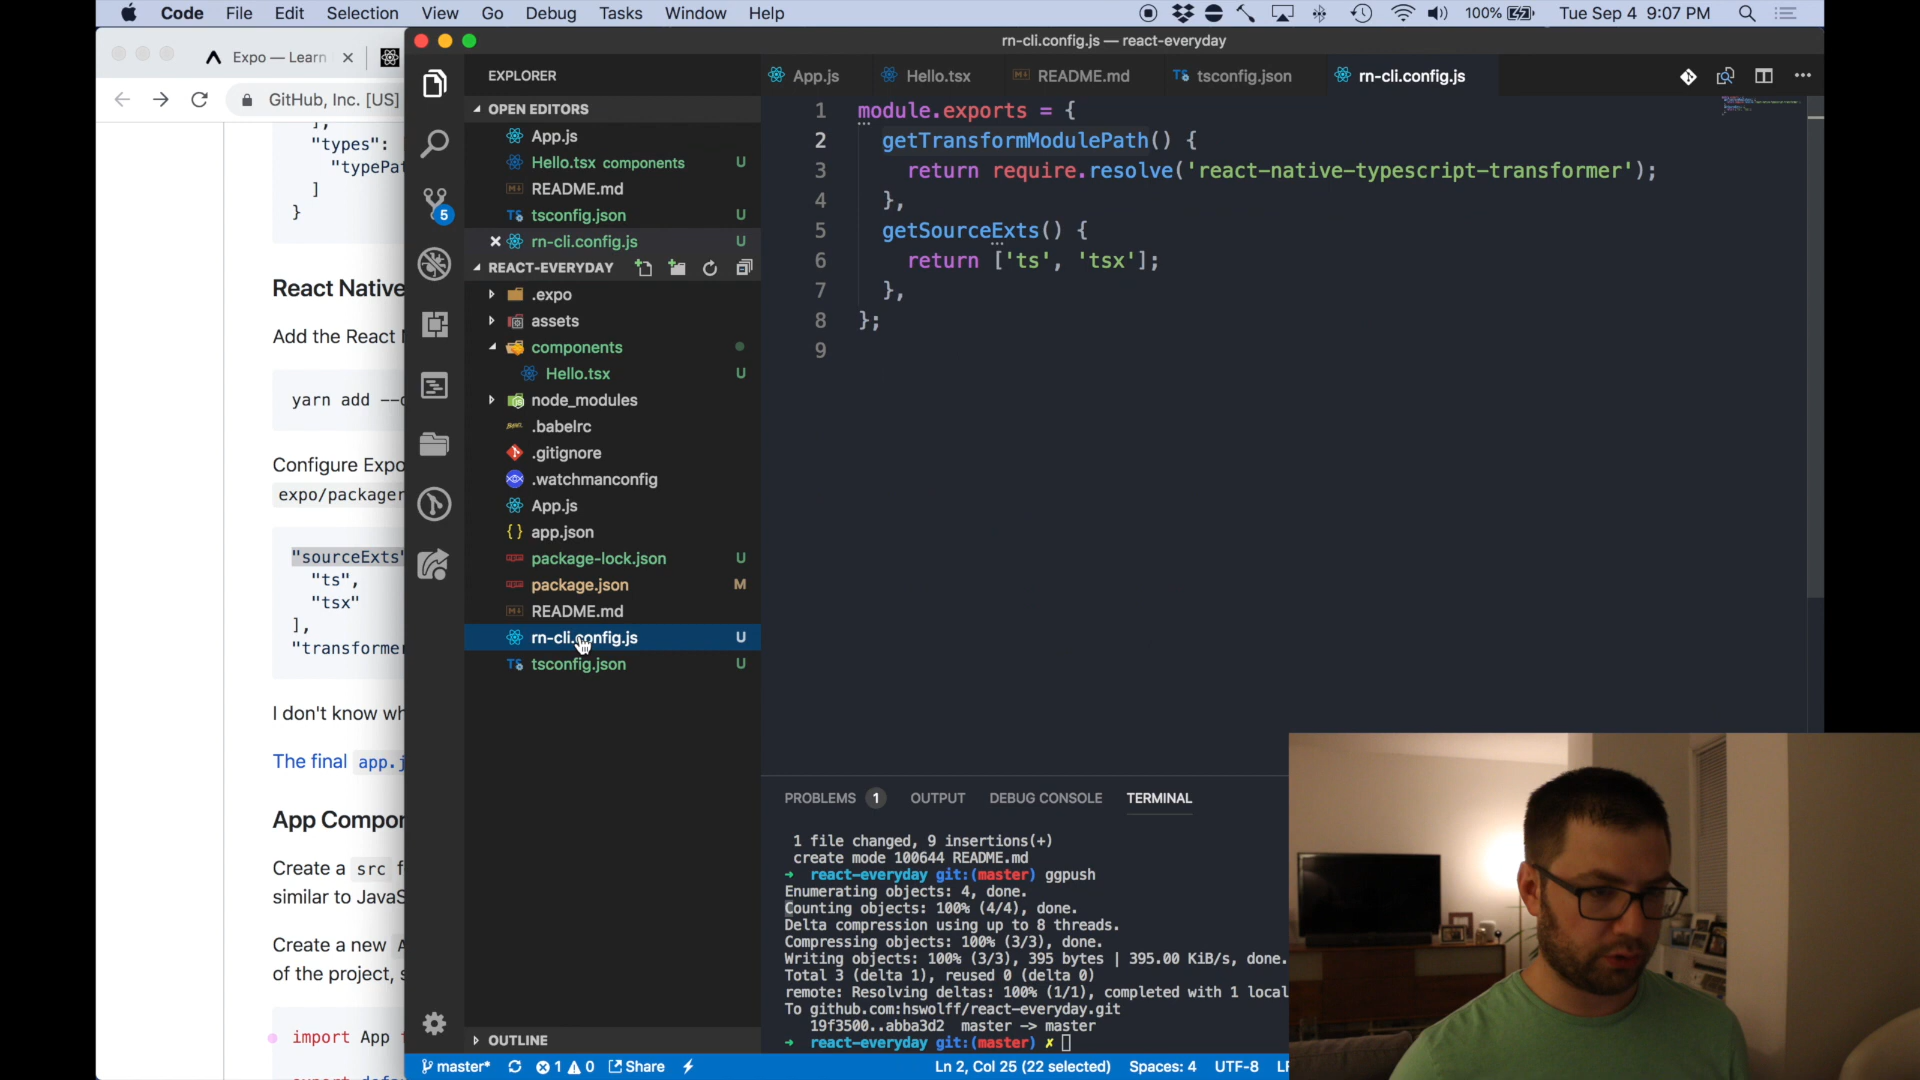 Code File Edit Selection View Go Debug Tasks Window Help
100% Tue Sep 4 9:07 PM
Expo — Learn
GitHub, Inc. [US]
],
"types":
"typePat
]
}
React Native
Add the React
yarn add
Configure Expo
expo/packager
"sourceExts"
"ts",
"tsx"
],
"transformer
I don't know wh
The final app.j
App Compon
Create a src f
similar to JavaS
Create a new A
of the project, s
import App
rn-cli.config.js — react-everyday
EXPLORER
OPEN EDITORS
App.js
Hello.tsx components U
README.md
tsconfig.json U
rn-cli.config.js U
REACT-EVERYDAY
.expo
assets
components
Hello.tsx U
node_modules
.babelrc
.gitignore
.watchmanconfig
App.js
app.json
package-lock.json U
package.json M
README.md
rn-cli.config.js U
tsconfig.json U
OUTLINE
5
App.js Hello.tsx README.md tsconfig.json rn-cli.config.js
1 module.exports = {
2 getTransformModulePath() {
3 return require.resolve('react-native-typescript-transformer');
4 },
5 getSourceExts() {
6 return ['ts', 'tsx'];
7 },
8 };
9
PROBLEMS 1 OUTPUT DEBUG CONSOLE TERMINAL
1 file changed, 9 insertions(+)
create mode 100644 README.md
→ react-everyday git:(master) ggpush
Enumerating objects: 4, done.
Counting objects: 100% (4/4), done.
Delta compression using up to 8 threads.
Compressing objects: 100% (3/3), done.
Writing objects: 100% (3/3), 395 bytes | 395.00 KiB/s, done.
Total 3 (delta 1), reused 0 (delta 0)
remote: Resolving deltas: 100% (1/1), completed with 1 local
To github.com:hswolff/react-everyday.git
19f3500..abba3d2 master -> master
→ react-everyday git:(master) ✗
master* 1 0 Share Ln 2, Col 25 (22 selected) Spaces: 4 UTF-8 LF